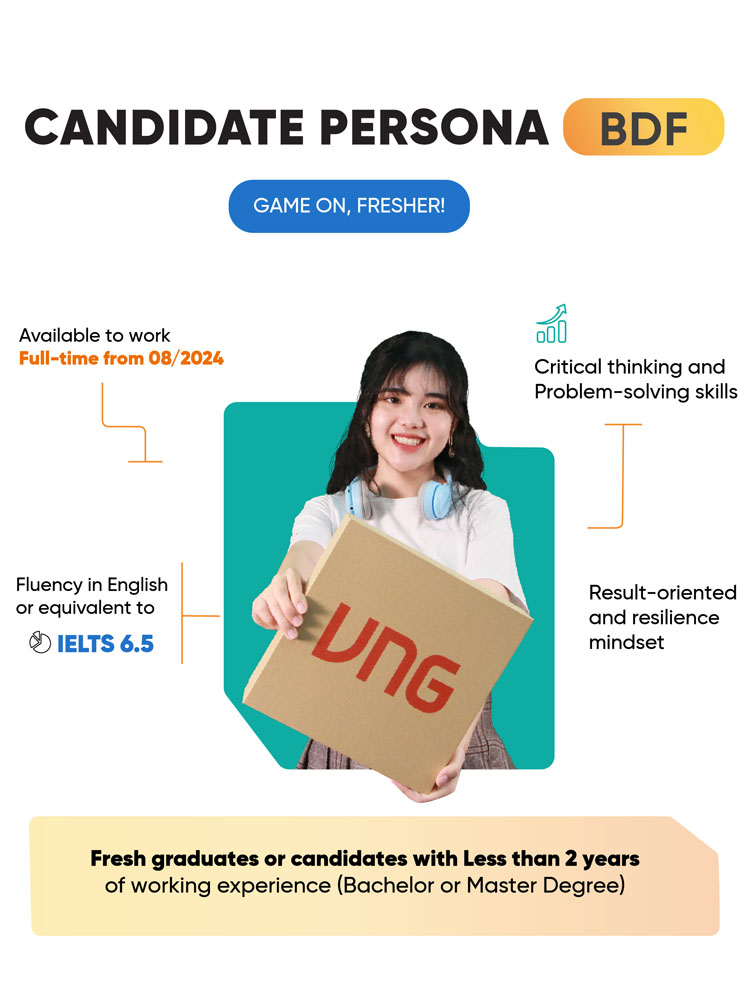 CANDIDATE PERSONA BDF
GAME ON, FRESHER!
Available to work
Full-time from 08/2024
Critical thinking and
Problem-solving skills
Fluency in English
or equivalent to
IELTS 6.5
Result-oriented
and resilience
mindset
VNG
Fresh graduates or candidates with Less than 2 years
of working experience (Bachelor or Master Degree)